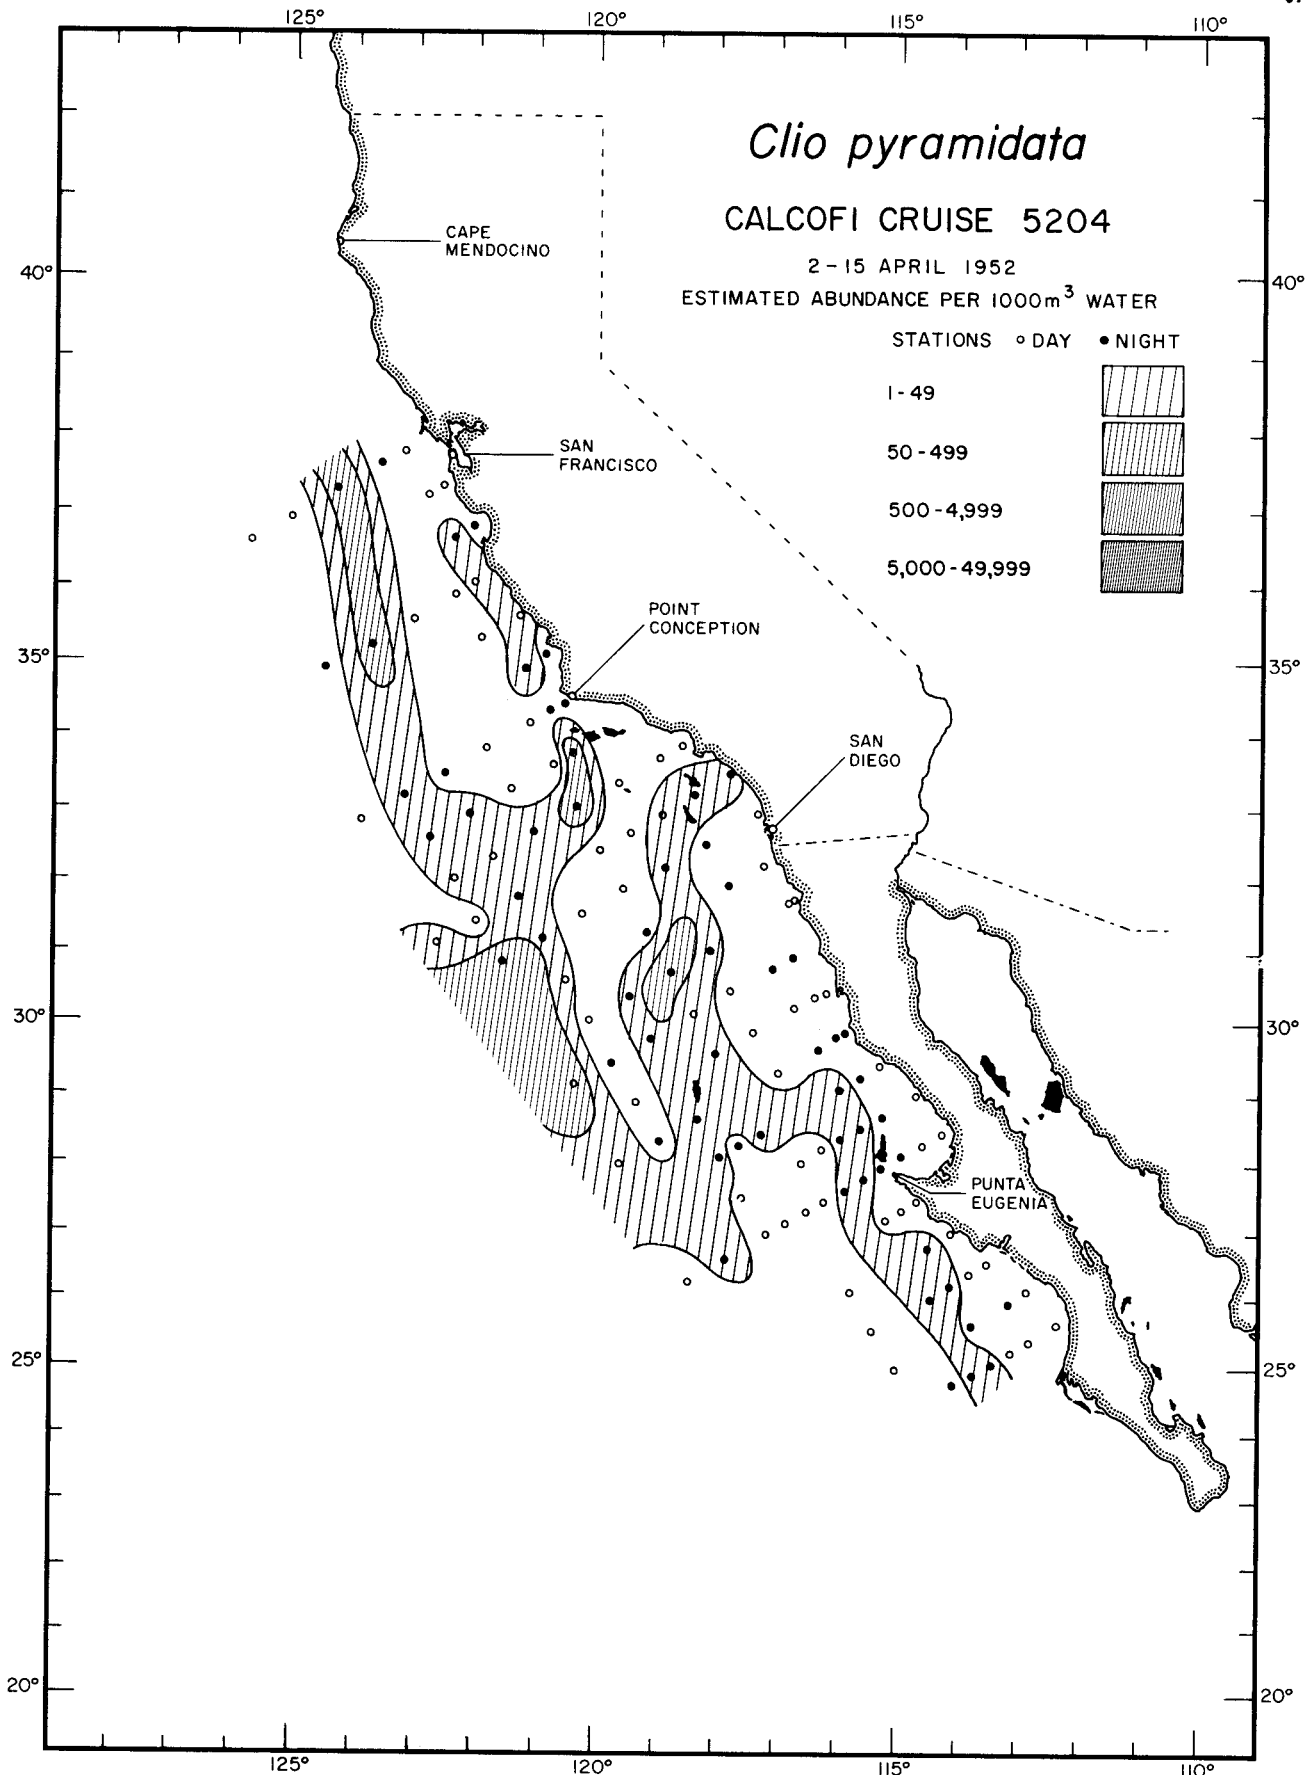 125° 120° 115° 110°
Clio pyramidata
CALCOFI CRUISE 5204
2-15 APRIL 1952
ESTIMATED ABUNDANCE PER 1000m³ WATER
STATIONS ○ DAY ● NIGHT
1-49
50-499
500-4,999
5,000-49,999
CAPE
MENDOCINO
40° 40°
SAN
FRANCISCO
POINT
CONCEPTION
35° 35°
SAN
DIEGO
30° 30°
PUNTA
EUGENIA
25° 25°
20° 20°
125° 120° 115° 110°